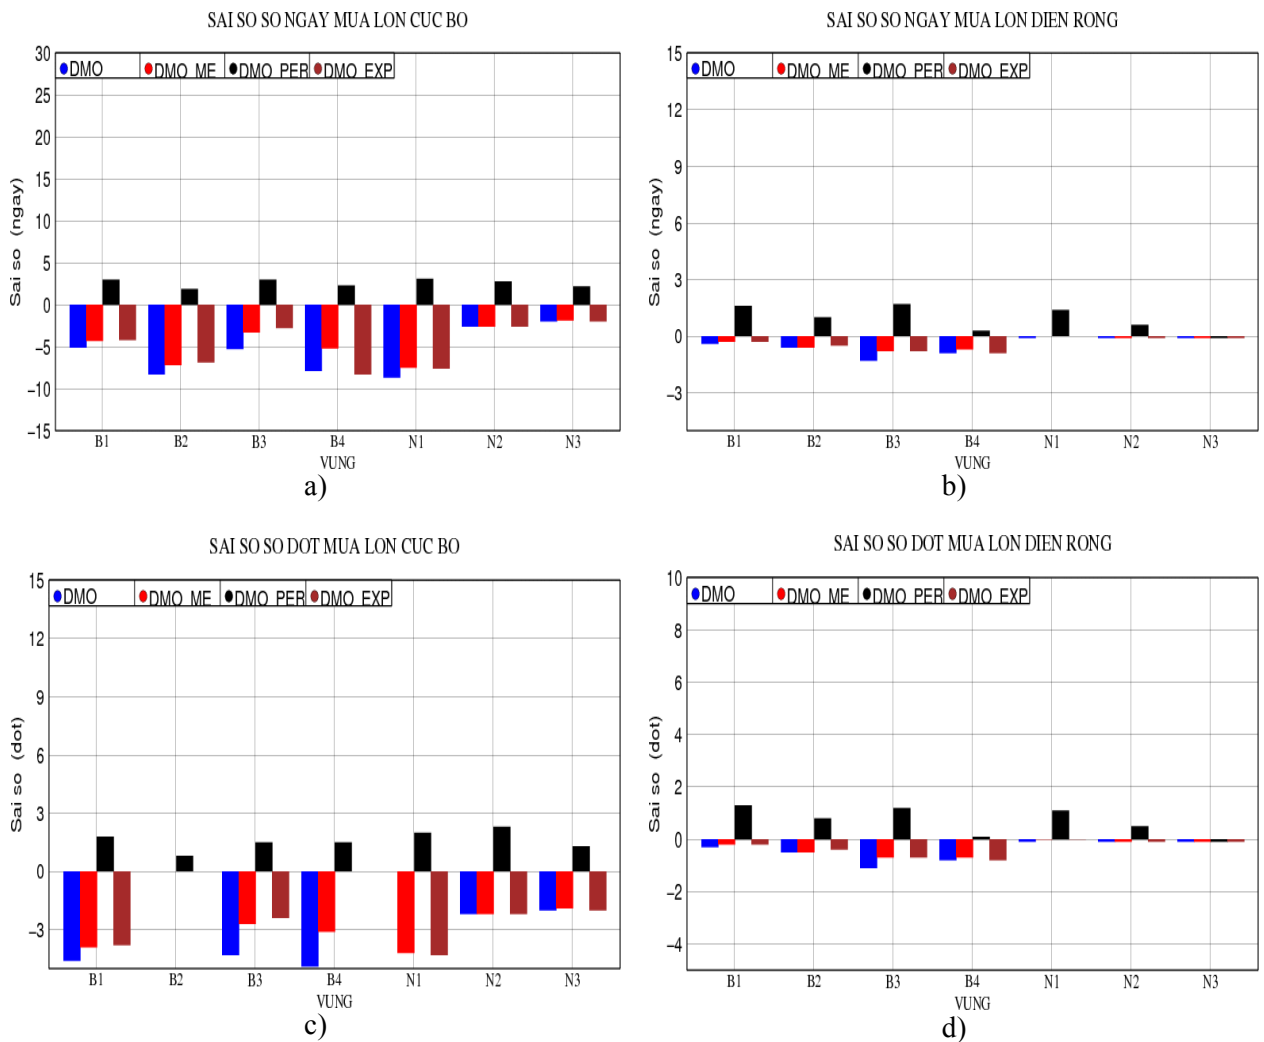 SAI SO SO NGAY MUA LON CUC BO
30
DMO DMO_ME DMO_PER DMO_EXP
25
20
15
10
5
0
−5
−10
−15
Sai so (ngay)
B1 B2 B3 B4 N1 N2 N3
VUNG
a)
SAI SO SO NGAY MUA LON DIEN RONG
15
DMO DMO_ME DMO_PER DMO_EXP
12
9
6
3
0
−3
Sai so (ngay)
B1 B2 B3 B4 N1 N2 N3
VUNG
b)
SAI SO SO DOT MUA LON CUC BO
15
DMO DMO_ME DMO_PER DMO_EXP
12
9
6
3
0
−3
Sai so (dot)
B1 B2 B3 B4 N1 N2 N3
VUNG
c)
SAI SO SO DOT MUA LON DIEN RONG
10
DMO DMO_ME DMO_PER DMO_EXP
8
6
4
2
0
−2
−4
Sai so (dot)
B1 B2 B3 B4 N1 N2 N3
VUNG
d)